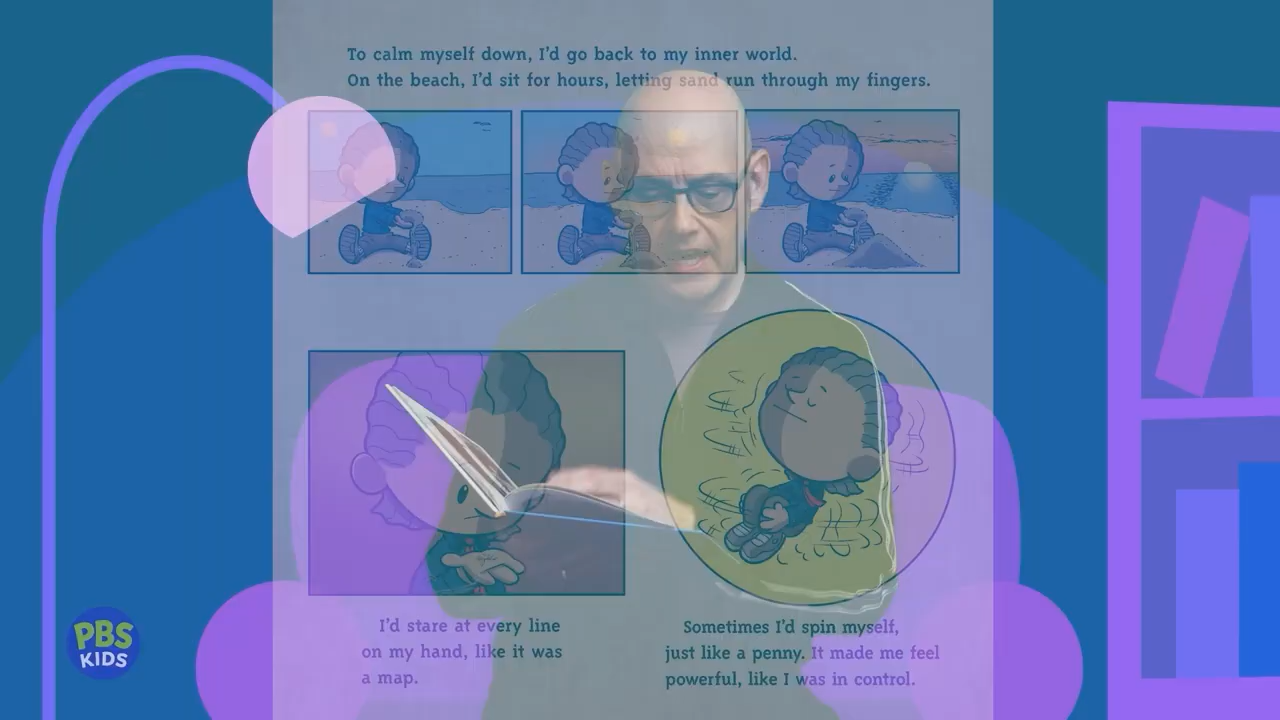 To calm myself down, I'd go back to my inner world.
On the beach, I'd sit for hours, letting sand run through my fingers.
I'd stare at every line
on my hand, like it was
a map.
Sometimes I'd spin myself,
just like a penny. It made me feel
powerful, like I was in control.
PBS
KIDS